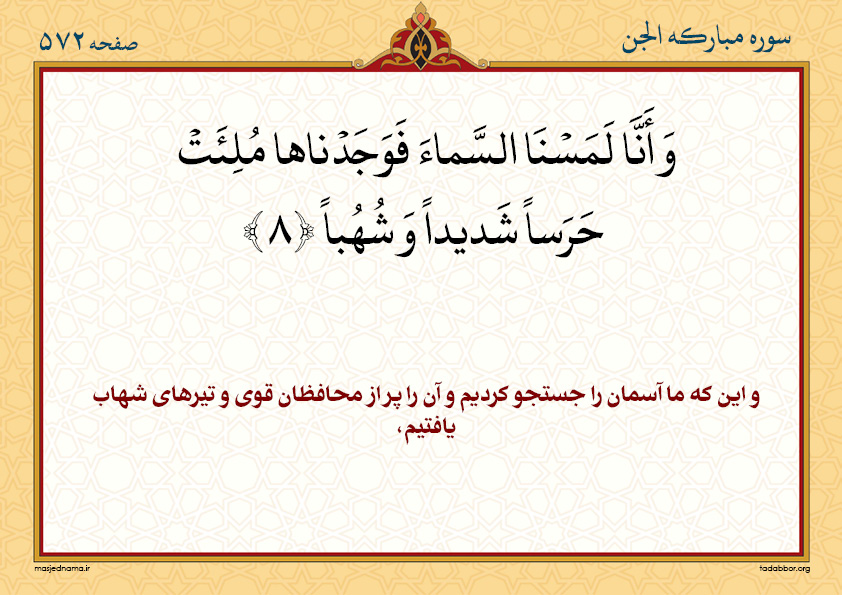 سوره مبارکه الجن
صفحه ۵۷۲
وَ أَنَّا لَمَسْنَا السَّماءَ فَوَجَدْناها مُلِئَتْ
حَرَساً شَديداً وَ شُهُباً ﴿۸﴾
و این که ما آسمان را جستجو کردیم و آن را پر از محافظان قوی و تیرهای شهاب
یافتیم،
masjednama.ir
tadabbor.org